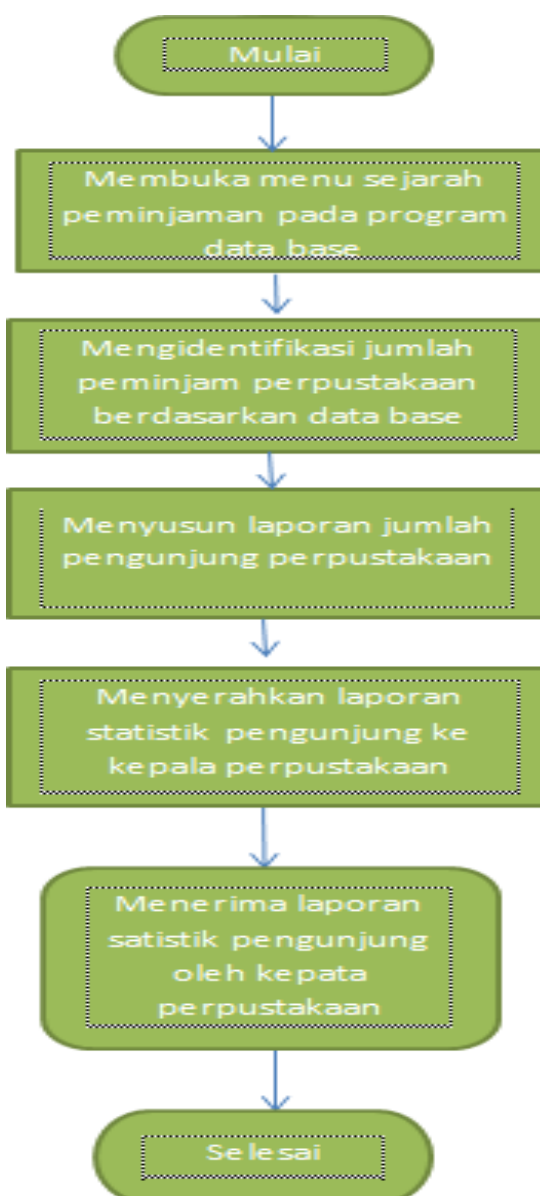 Mulai
Membuka menu sejarah
peminjaman pada program
data base
Mengidentifikasi jumlah
peminjam perpustakaan
berdasarkan data base
Menyusun laporan jumlah
pengunjung perpustakaan
Menyerahkan laporan
statistik pengunjung ke
kepala perpustakaan
Menerima laporan
satistik pengunjung
oleh kepata
perpustakaan
Selesai